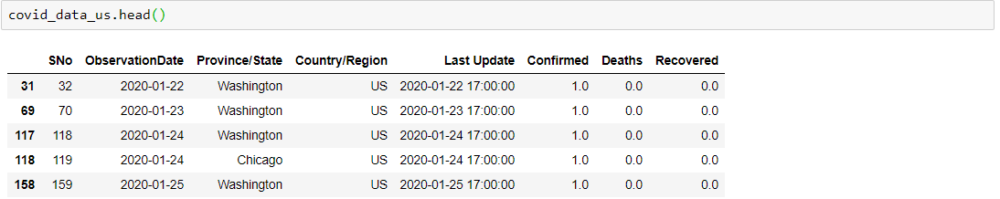 covid_data_us.head()
SNo ObservationDate Province/State Country/Region Last Update Confirmed Deaths Recovered
31 32 2020-01-22 Washington US 2020-01-22 17:00:00 1.0 0.0 0.0
69 70 2020-01-23 Washington US 2020-01-23 17:00:00 1.0 0.0 0.0
117 118 2020-01-24 Washington US 2020-01-24 17:00:00 1.0 0.0 0.0
118 119 2020-01-24 Chicago US 2020-01-24 17:00:00 1.0 0.0 0.0
158 159 2020-01-25 Washington US 2020-01-25 17:00:00 1.0 0.0 0.0